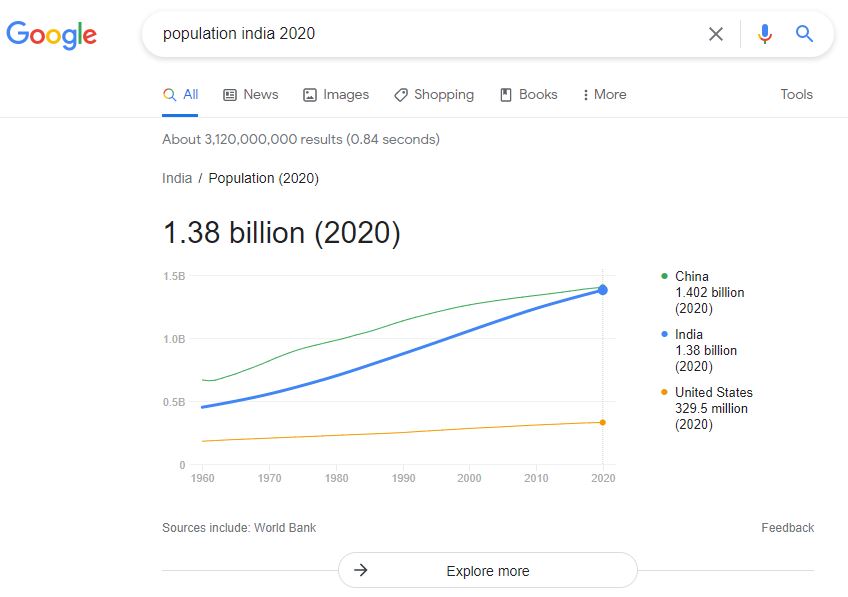 Google
population india 2020
All
News
Images
Shopping
Books
More
Tools
About 3,120,000,000 results (0.84 seconds)
India / Population (2020)
1.38 billion (2020)
1.5B
1.0B
0.5B
0
1960 1970 1980 1990 2000 2010 2020
China
1.402 billion
(2020)
India
1.38 billion
(2020)
United States
329.5 million
(2020)
Sources include: World Bank
Feedback
Explore more